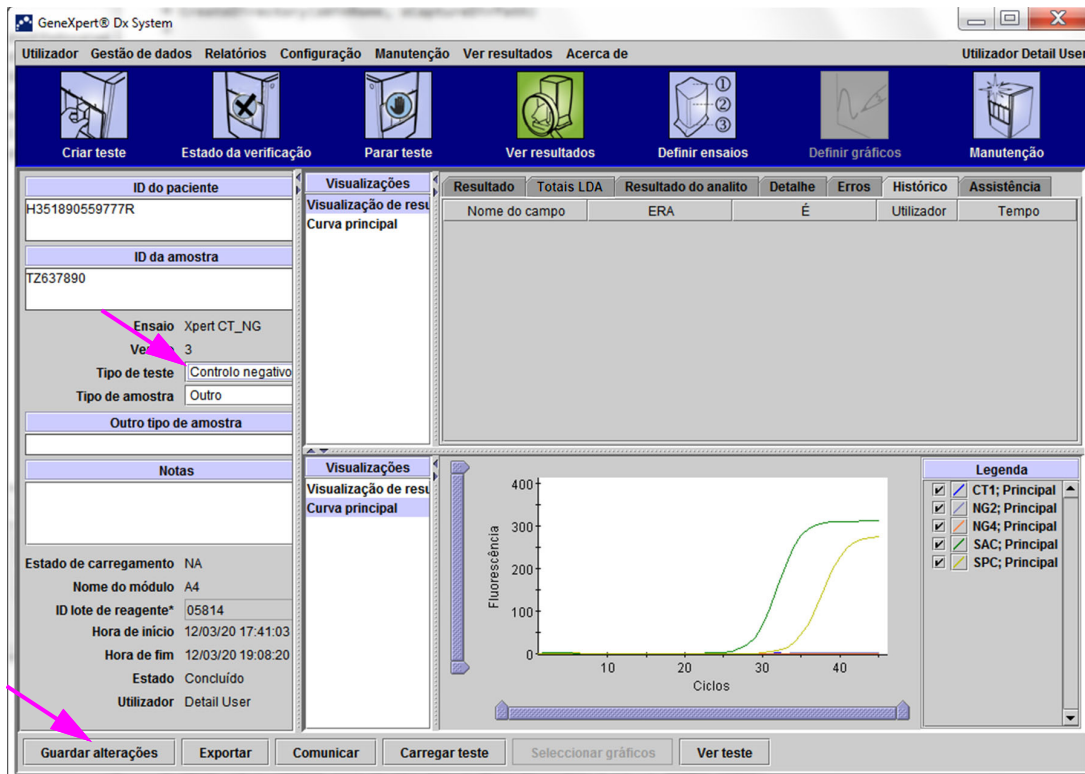 GeneXpert® Dx System
Utilizador Gestão de dados Relatórios Configuração Manutenção Ver resultados Acerca de Utilizador Detail User
Criar teste Estado da verificação Parar teste Ver resultados Definir ensaios Definir gráficos Manutenção
① ② ③
ID do paciente
H351890559777R
ID da amostra
TZ637890
Ensaio Xpert CT_NG
3
Tipo de teste Controlo negativo
Tipo de amostra Outro
Outro tipo de amostra
Notas
Estado de carregamento NA
Nome do módulo A4
ID lote de reagente* 05814
Hora de início 12/03/20 17:41:03
Hora de fim 12/03/20 19:08:20
Estado Concluído
Utilizador Detail User
Visualizações
Visualização de resu
Curva principal
Resultado Totais LDA Resultado do analito Detalhe Erros Histórico Assistência
Nome do campo ERA É Utilizador Tempo
Visualizações
Visualização de resu
Curva principal
Fluorescência
400
300
200
100
0
10 20 30 40
Ciclos
Legenda
CT1; Principal
NG2; Principal
NG4; Principal
SAC; Principal
SPC; Principal
Guardar alterações Exportar Comunicar Carregar teste Seleccionar gráficos Ver teste